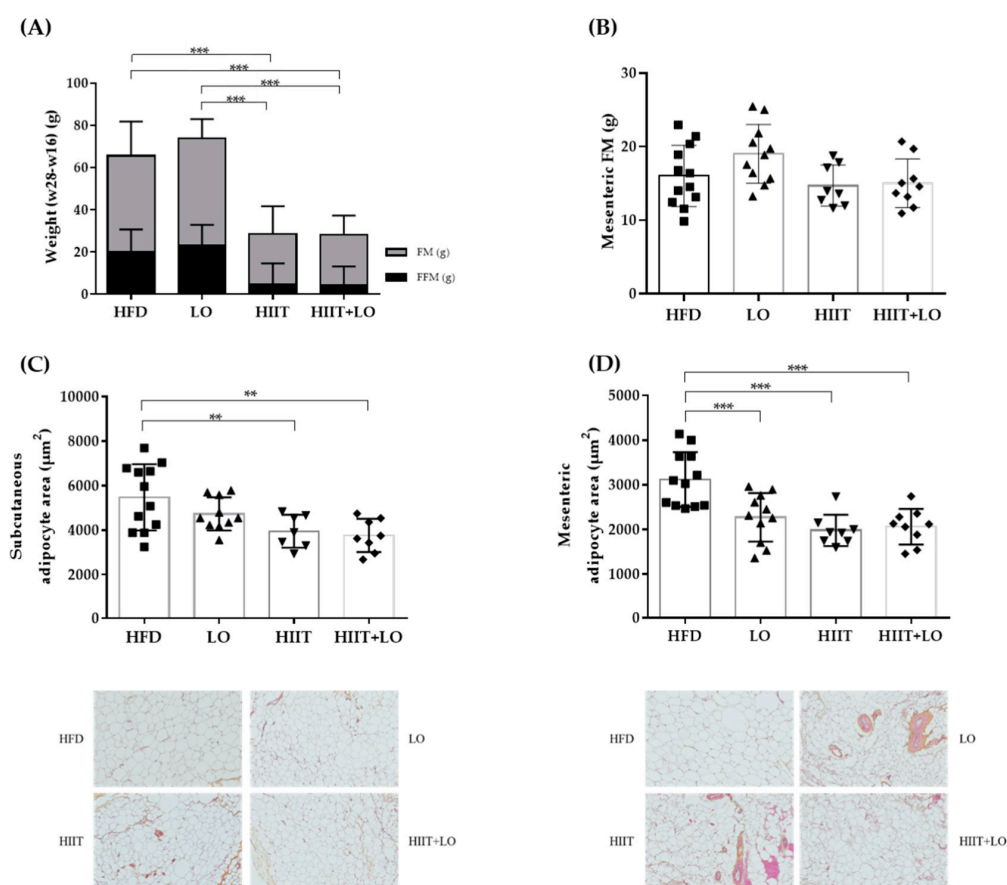 (A)
Weight (w28-w16) (g)
100
80
60
40
20
0
***
***
***
***
HFD
LO
HIIT
HIIT+LO
FM (g)
FFM (g)
(B)
Mesenteric FM (g)
30
20
10
0
HFD
LO
HIIT
HIIT+LO
(C)
Subcutaneous
adipocyte area (µm²)
10000
8000
6000
4000
2000
0
**
**
HFD
LO
HIIT
HIIT+LO
(D)
Mesenteric
adipocyte area (µm²)
5000
4000
3000
2000
1000
0
***
***
***
HFD
LO
HIIT
HIIT+LO
HFD
LO
HIIT
HIIT+LO
HFD
LO
HIIT
HIIT+LO